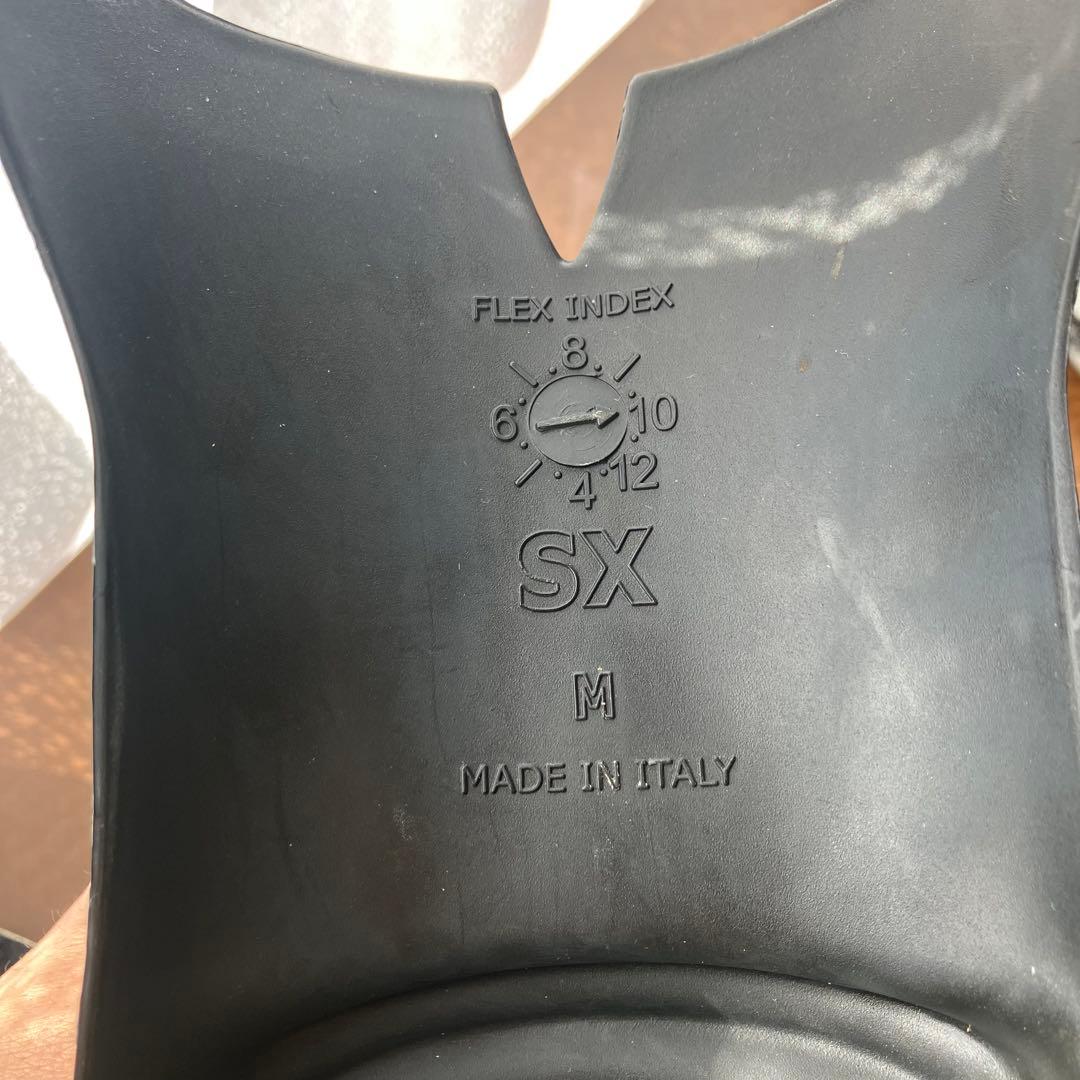 FLEX INDEX
8
6 10
4 12
SX
M
MADE IN ITALY